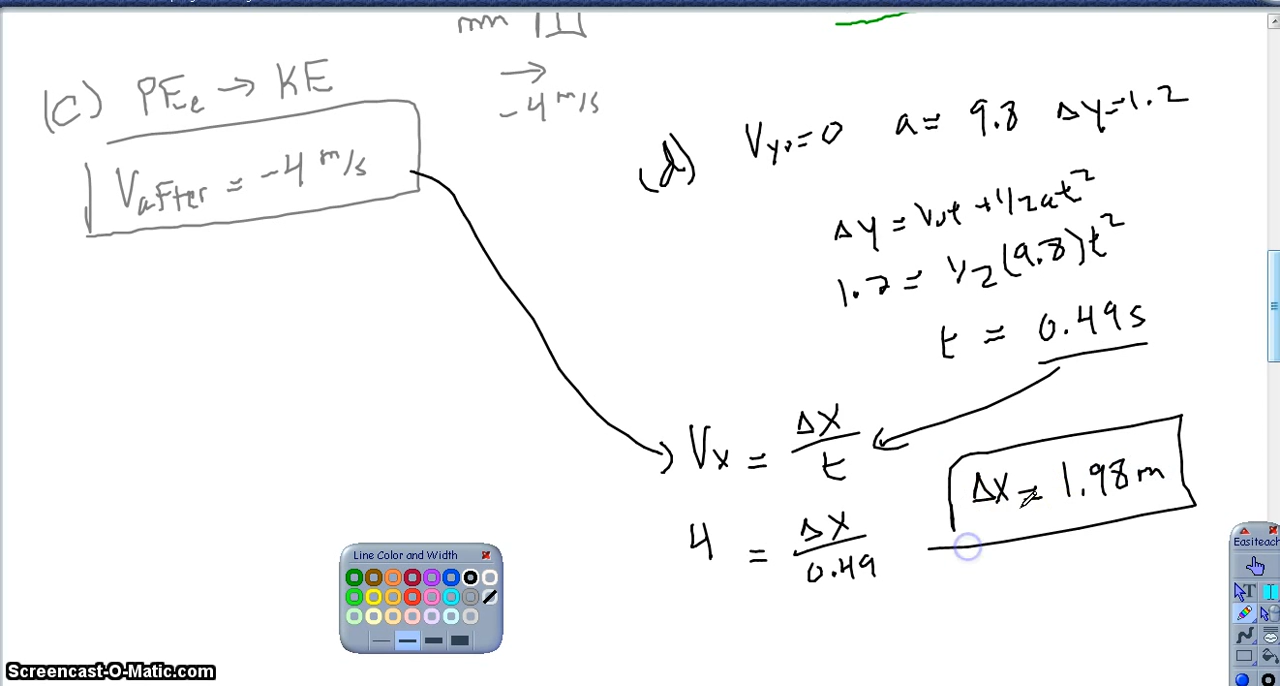 -4 m/s
(c) PEe → KE
Vafter = -4 m/s
(d) Vyo=0 a= 9.8 Δy=1.2
Δy = Vot + 1/2at²
1.2 = 1/2(9.8)t²
t = 0.49s
Vx = Δx/t
Δx = 1.98m
4 = Δx/0.49
Line Color and Width
Easiteach
Screencast-O-Matic.com